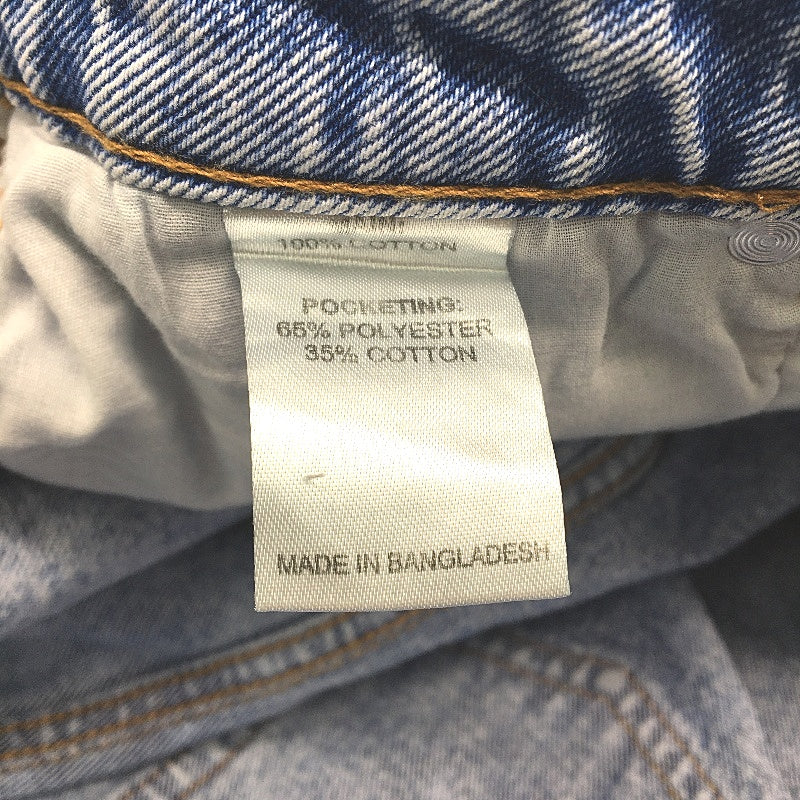 100% COTTON
POCKETING:
65% POLYESTER
35% COTTON
MADE IN BANGLADESH